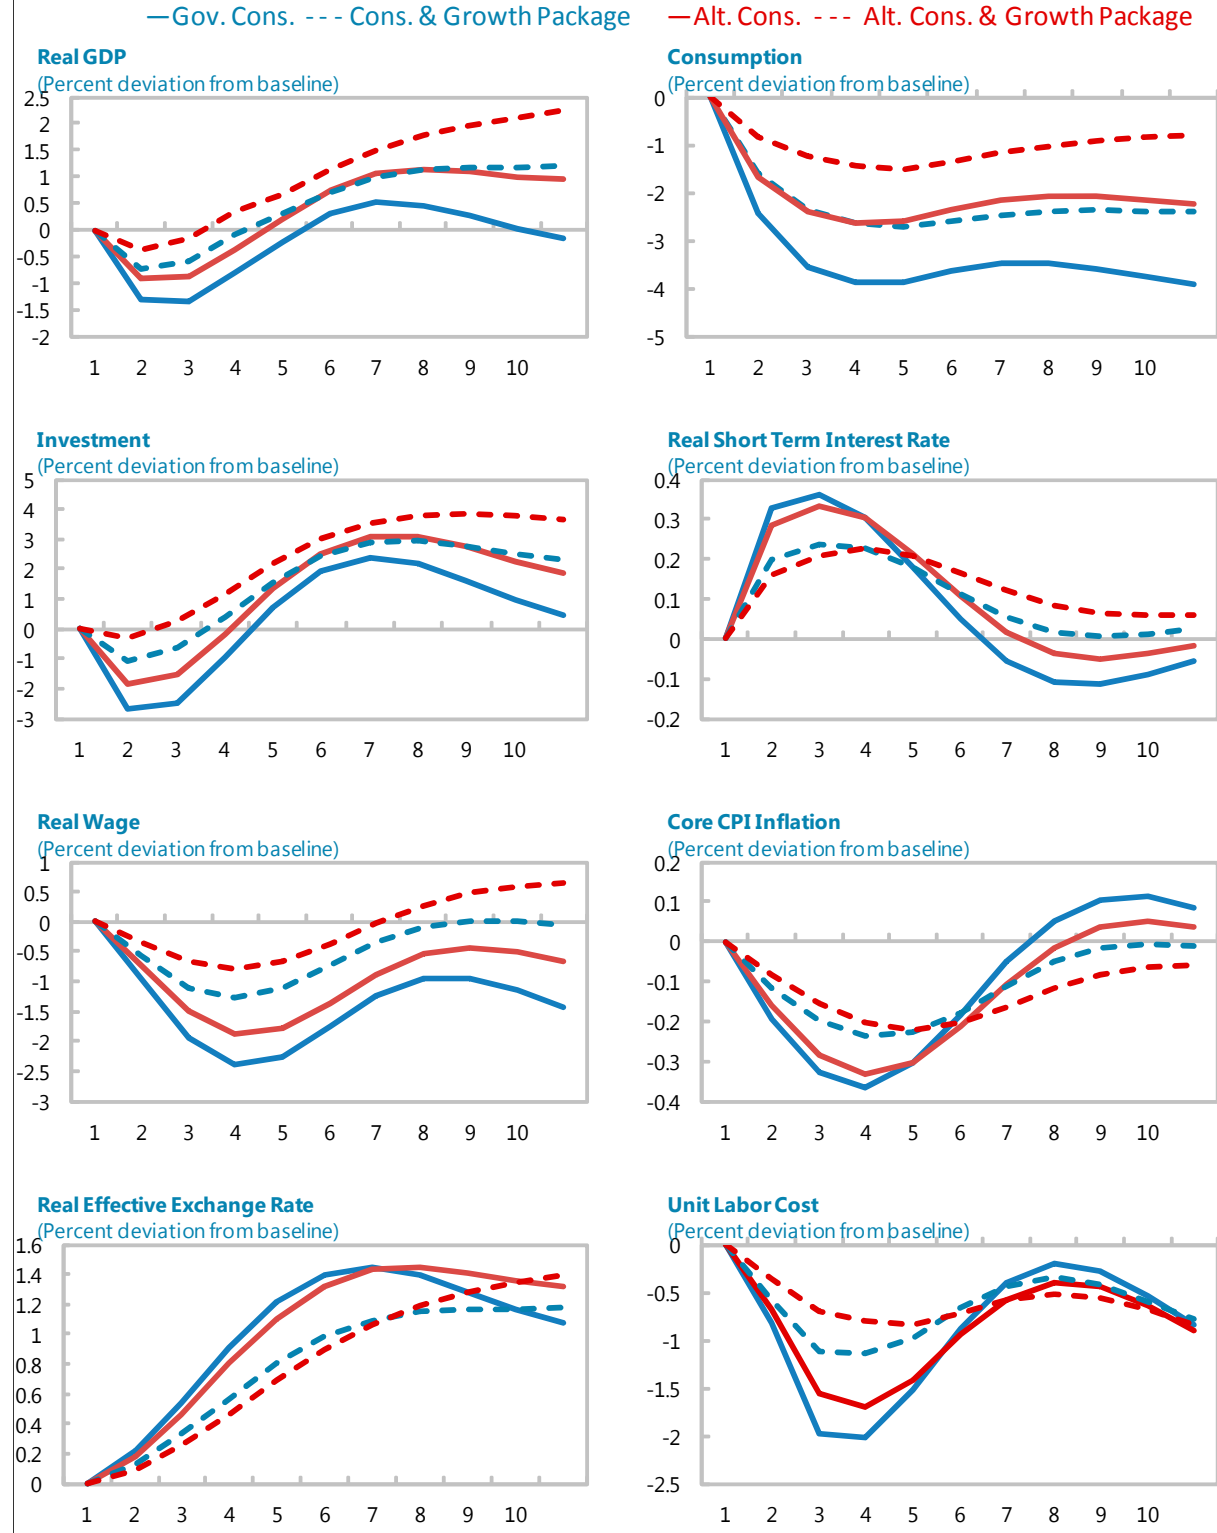 —Gov. Cons. --- Cons. & Growth Package —Alt. Cons. --- Alt. Cons. & Growth Package
Real GDP
(Percent deviation from baseline)
2.5
2
1.5
1
0.5
0
-0.5
-1
-1.5
-2
1 2 3 4 5 6 7 8 9 10
Consumption
(Percent deviation from baseline)
0
-1
-2
-3
-4
-5
1 2 3 4 5 6 7 8 9 10
Investment
(Percent deviation from baseline)
5
4
3
2
1
0
-1
-2
-3
1 2 3 4 5 6 7 8 9 10
Real Short Term Interest Rate
(Percent deviation from baseline)
0.4
0.3
0.2
0.1
0
-0.1
-0.2
1 2 3 4 5 6 7 8 9 10
Real Wage
(Percent deviation from baseline)
1
0.5
0
-0.5
-1
-1.5
-2
-2.5
-3
1 2 3 4 5 6 7 8 9 10
Core CPI Inflation
(Percent deviation from baseline)
0.2
0.1
0
-0.1
-0.2
-0.3
-0.4
1 2 3 4 5 6 7 8 9 10
Real Effective Exchange Rate
(Percent deviation from baseline)
1.6
1.4
1.2
1
0.8
0.6
0.4
0.2
0
1 2 3 4 5 6 7 8 9 10
Unit Labor Cost
(Percent deviation from baseline)
0
-0.5
-1
-1.5
-2
-2.5
1 2 3 4 5 6 7 8 9 10